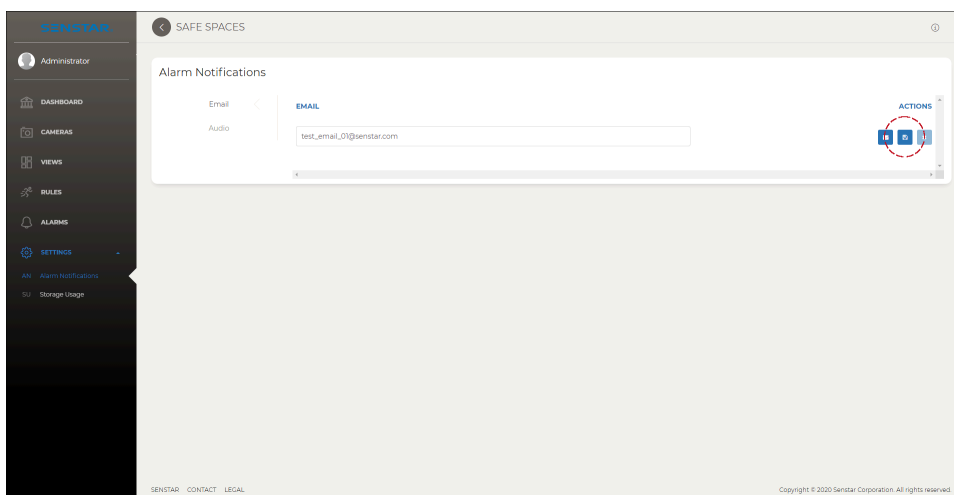 SENSTAR
SAFE SPACES
Administrator
DASHBOARD
CAMERAS
VIEWS
RULES
ALARMS
SETTINGS
AN Alarm Notifications
SU Storage Usage
Alarm Notifications
Email
Audio
EMAIL
ACTIONS
test_email_01@senstar.com
SENSTAR CONTACT LEGAL
Copyright © 2020 Senstar Corporation. All rights reserved.